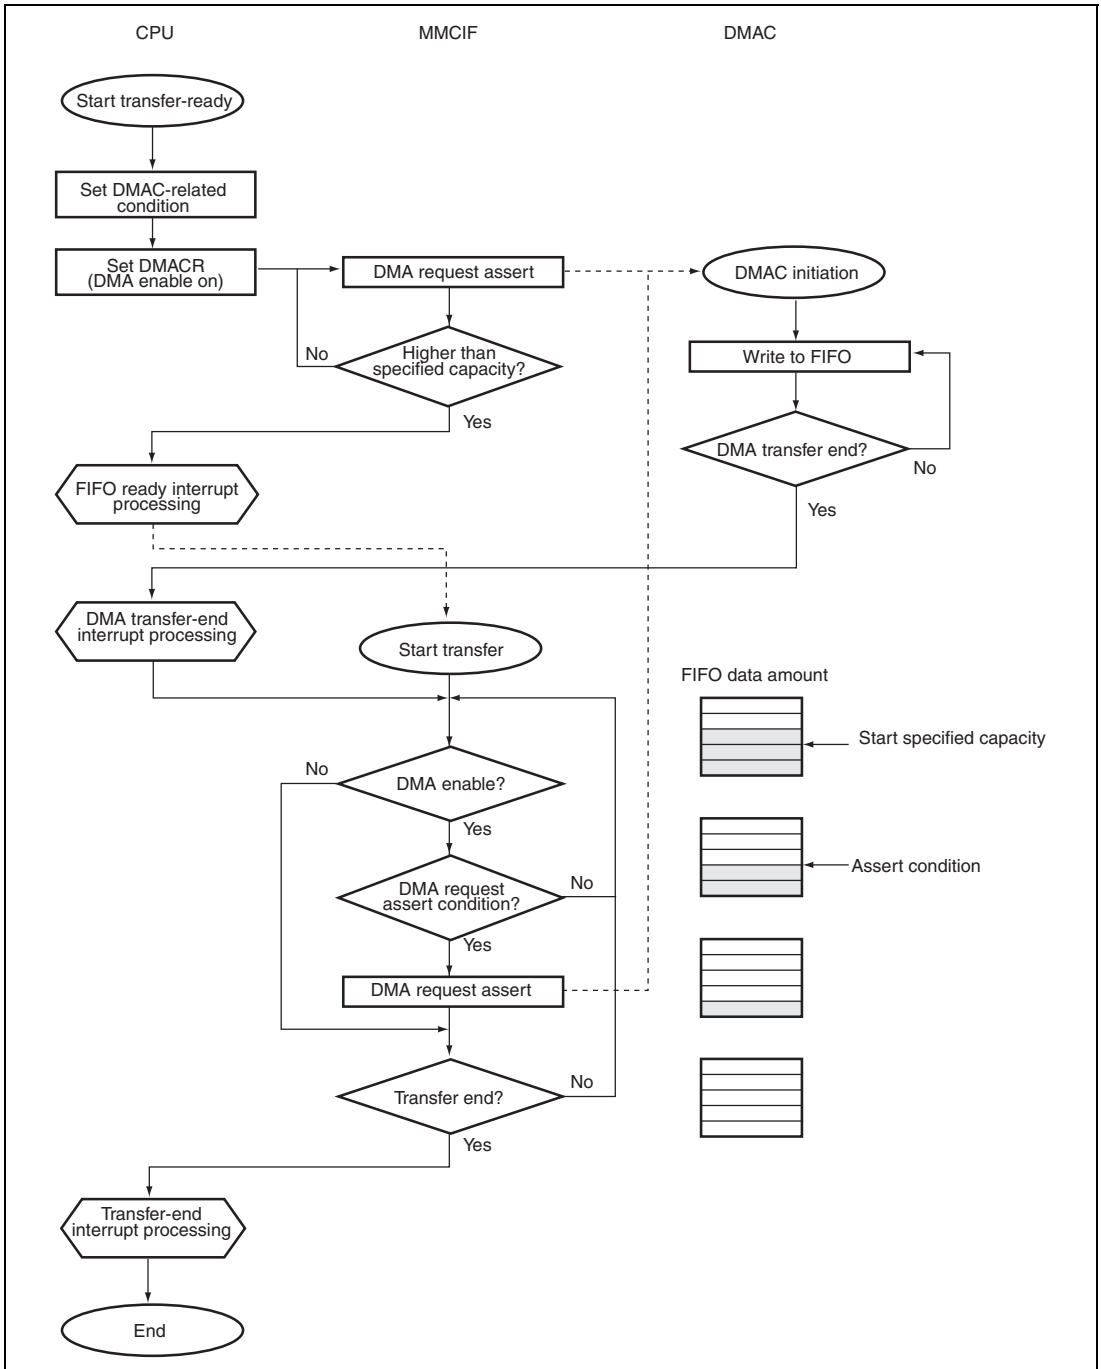 CPU
MMCIF
DMAC
Start transfer-ready
Set DMAC-related
condition
Set DMACR
(DMA enable on)
DMA request assert
DMAC initiation
No
Higher than
specified capacity?
Write to FIFO
Yes
DMA transfer end?
No
FIFO ready interrupt
processing
Yes
DMA transfer-end
interrupt processing
Start transfer
FIFO data amount
Start specified capacity
No
DMA enable?
Yes
Assert condition
DMA request
assert condition?
No
Yes
DMA request assert
No
Transfer end?
Yes
Transfer-end
interrupt processing
End